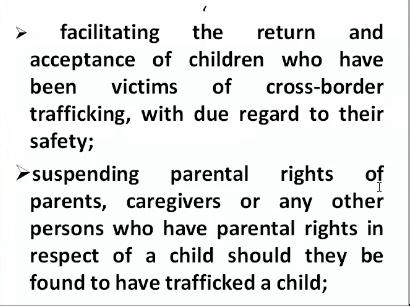 ➢ facilitating the return and
acceptance of children who have
been victims of cross-border
trafficking, with due regard to their
safety;
➢suspending parental rights of
parents, caregivers or any other
persons who have parental rights in
respect of a child should they be
found to have trafficked a child;